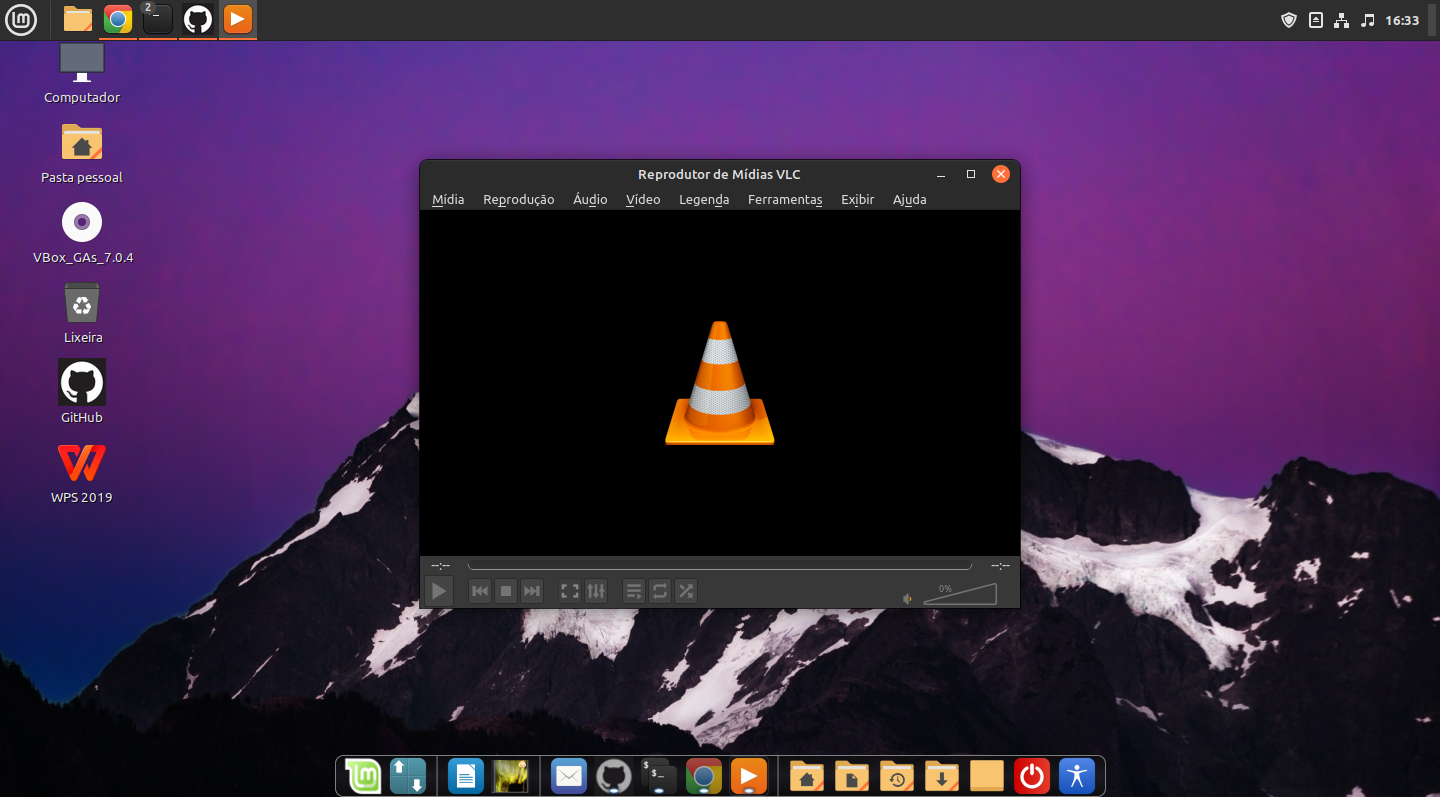 2
16:33
Computador
Pasta pessoal
VBox_GAs_7.0.4
Lixeira
GitHub
WPS 2019
Reprodutor de Mídias VLC
Mídia Reprodução Áudio Vídeo Legenda Ferramentas Exibir Ajuda
--:-- --:--
0%
$
$_